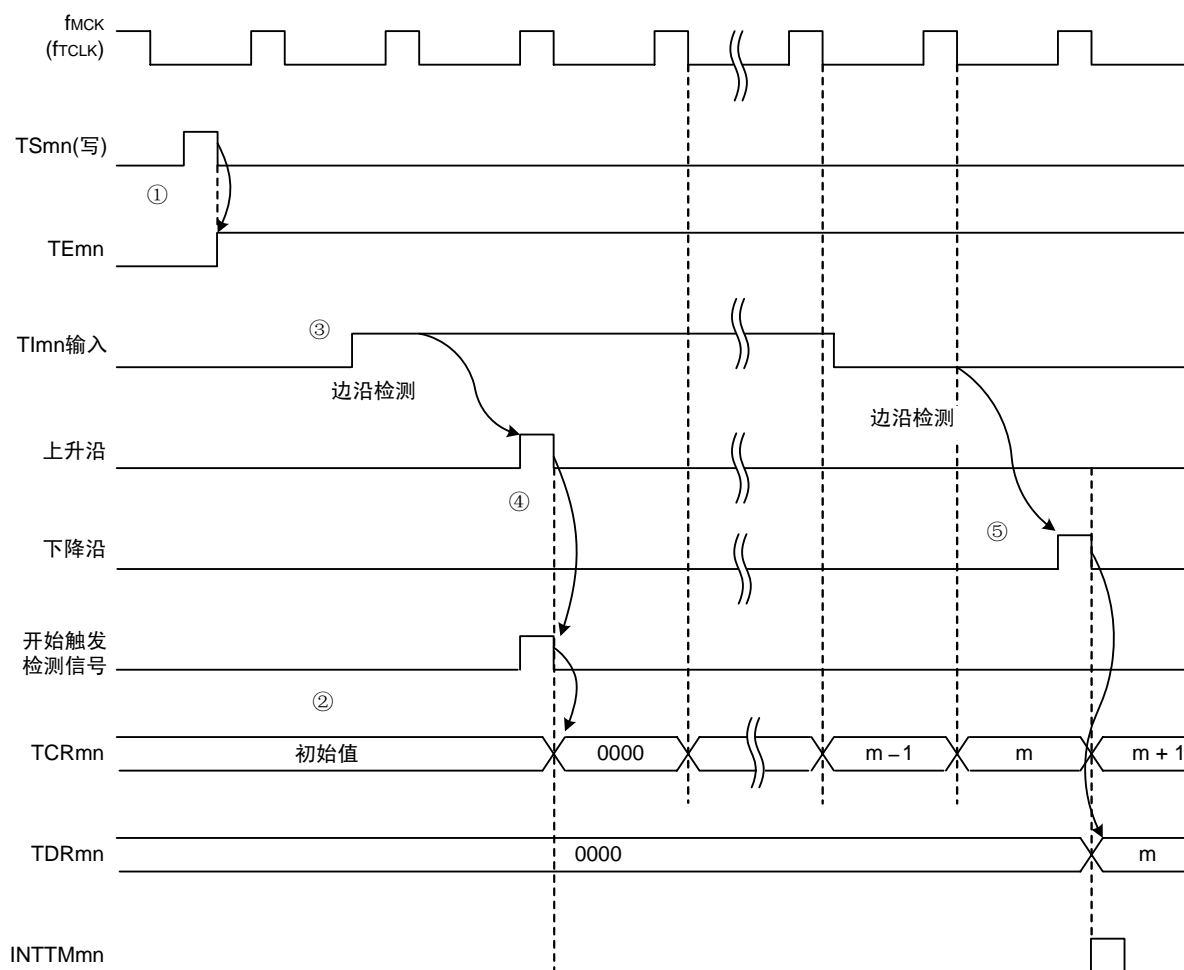 fMCK
(fTCLK)
TSmn(写)
①
TEmn
③
TImn输入
边沿检测
边沿检测
上升沿
④
⑤
下降沿
开始触发
检测信号
②
TCRmn 初始值 0000 m – 1 m m + 1
TDRmn 0000 m
INTTMmn